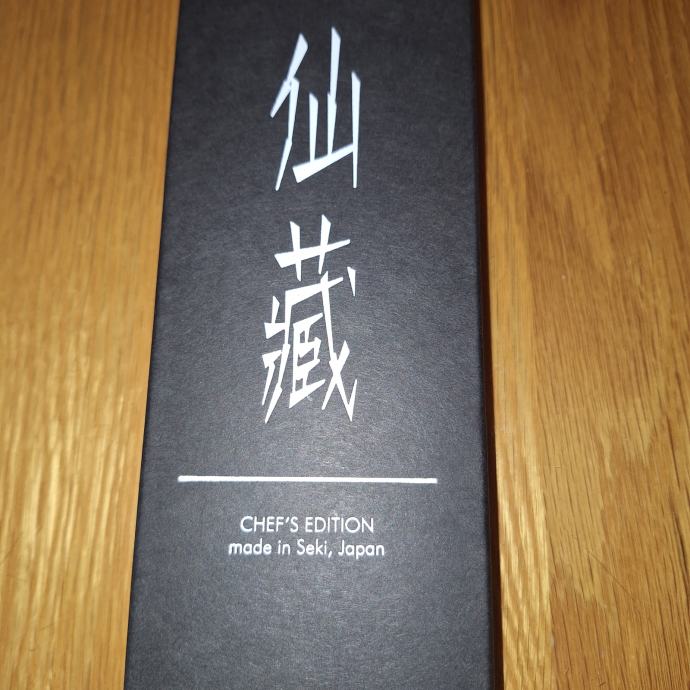 仙藏
CHEF'S EDITION
made in Seki, Japan